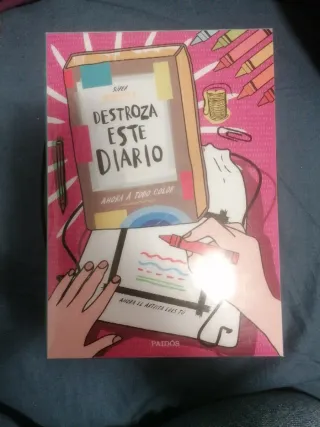 DESTROZA
ESTE
DIARIO
AHORA A TODO COLOR
AHORA EL ARTISTA ERES TÚ
PAIDÓS